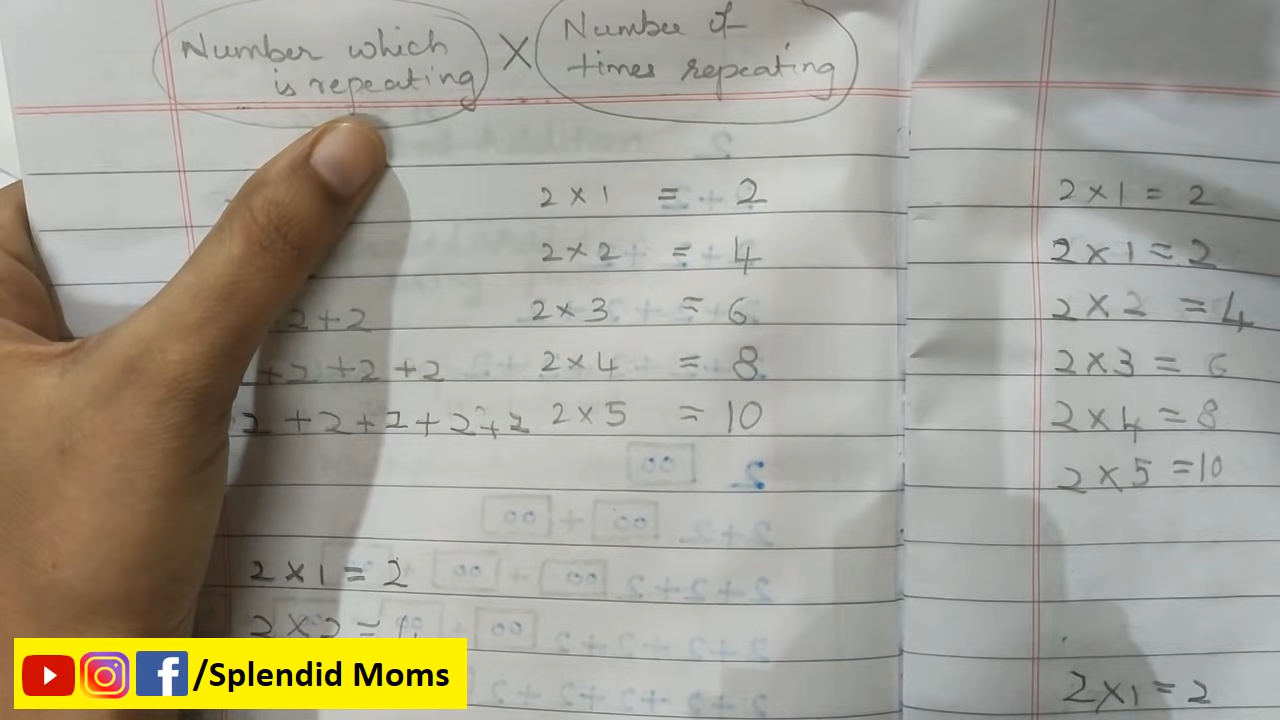 Number which
is repeating
X
Number of
times repeating
2 × 1 = 2
2 × 2 = 4
2+2 2 × 3 = 6
+2 +2 +2 2 × 4 = 8
2 +2+2+2+2 2 × 5 = 10
2 × 1 = 2
2 × 2 =
2 × 1 = 2
2 × 1 = 2
2 × 2 = 4
2 × 3 = 6
2 × 4 = 8
2 × 5 = 10
2 × 1 = 2
/Splendid Moms